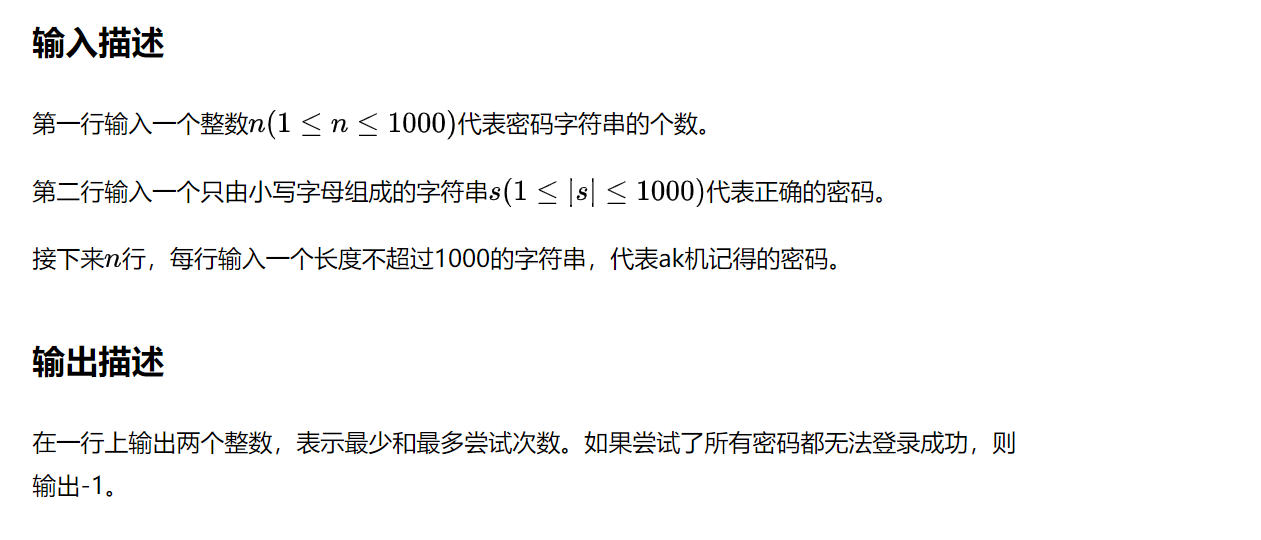 输入描述
第一行输入一个整数n(1 ≤ n ≤ 1000)代表密码字符串的个数。
第二行输入一个只由小写字母组成的字符串s(1 ≤ |s| ≤ 1000)代表正确的密码。
接下来n行，每行输入一个长度不超过1000的字符串，代表ak机记得的密码。
输出描述
在一行上输出两个整数，表示最少和最多尝试次数。如果尝试了所有密码都无法登录成功，则
输出-1。